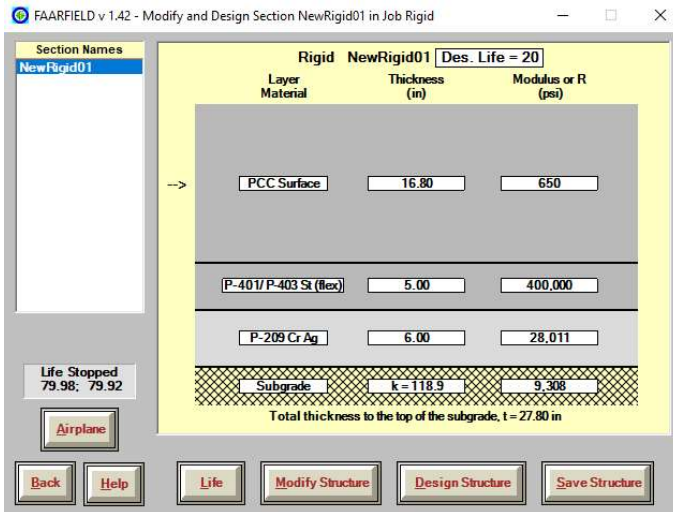 FAARFIELD v 1.42 - Modify and Design Section NewRigid01 in Job Rigid
Section Names
NewRigid01
Rigid NewRigid01 Des. Life = 20
Layer Material Thickness (in) Modulus or R (psi)
--> PCC Surface 16.80 650
P-401/ P-403 St (flex) 5.00 400,000
P-209 Cr Ag 6.00 28,011
Subgrade k = 118.9 9,308
Total thickness to the top of the subgrade, t = 27.80 in
Life Stopped
79.98; 79.92
Airplane
Back Help Life Modify Structure Design Structure Save Structure